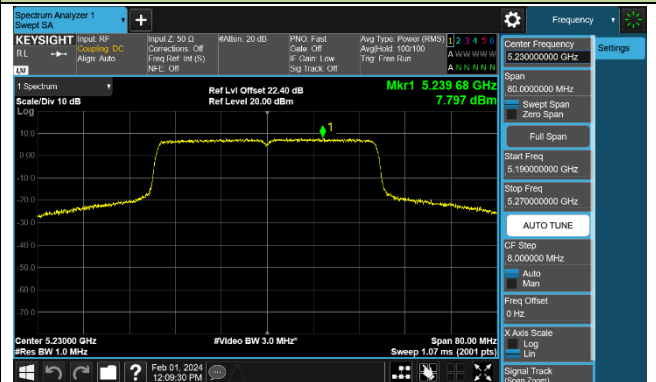 Spectrum Analyzer 1
Swept SA
Frequency
KEYSIGHT
RL
LXI
Input: RF
Coupling: DC
Align: Auto
Input Z: 50 Ω
Corrections: Off
Freq Ref: Int (S)
NFE: Off
#Atten: 20 dB
PNO: Fast
Gate: Off
IF Gain: Low
Sig Track: Off
Avg Type: Power (RMS)
Avg|Hold: 100/100
Trig: Free Run
1 2 3 4 5 6
A W W W W W
A N N N N N
1 Spectrum
Scale/Div 10 dB
Log
Ref Lvl Offset 22.40 dB
Ref Level 20.00 dBm
Mkr1 5.239 68 GHz
7.797 dBm
1
10.0
0.00
-10.0
-20.0
-30.0
-40.0
-50.0
-60.0
-70.0
Center 5.23000 GHz
#Res BW 1.0 MHz
#Video BW 3.0 MHz*
Span 80.00 MHz
Sweep 1.07 ms (2001 pts)
Feb 01, 2024
12:09:30 PM
Center Frequency
5.230000000 GHz
Settings
Span
80.0000000 MHz
Swept Span
Zero Span
Full Span
Start Freq
5.190000000 GHz
Stop Freq
5.270000000 GHz
AUTO TUNE
CF Step
8.000000 MHz
Auto
Man
Freq Offset
0 Hz
X Axis Scale
Log
Lin
Signal Track
(Span Zoom)